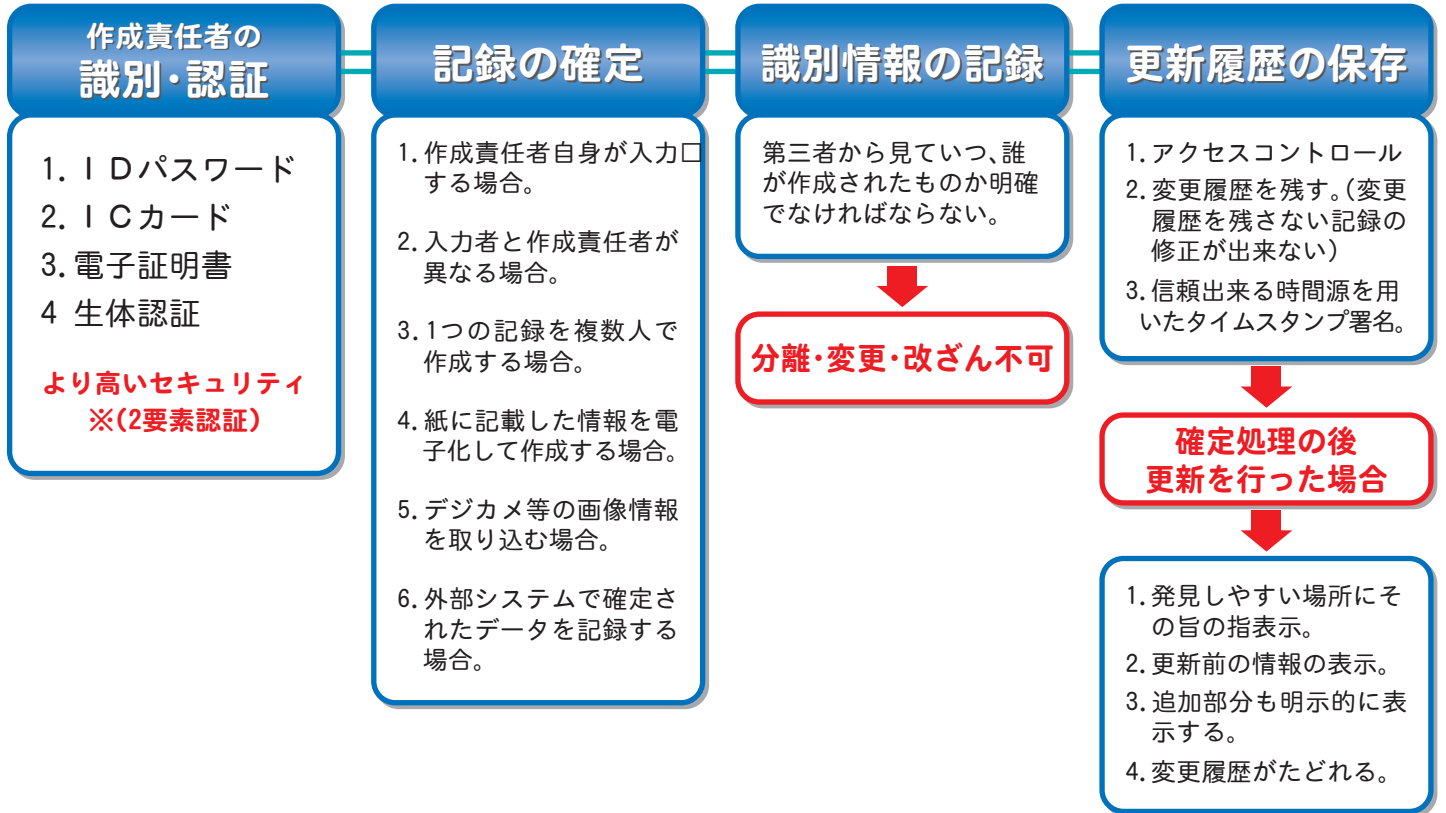 作成責任者の
識別・認証
1. IDパスワード
2. ICカード
3. 電子証明書
4 生体認証
より高いセキュリティ
※(2要素認証)
記録の確定
1. 作成責任者自身が入力□
する場合。
2. 入力者と作成責任者が
異なる場合。
3. 1つの記録を複数人で
作成する場合。
4. 紙に記載した情報を電
子化して作成する場合。
5. デジカメ等の画像情報
を取り込む場合。
6. 外部システムで確定さ
れたデータを記録する
場合。
識別情報の記録
第三者から見ていつ、誰
が作成されたものか明確
でなければならない。
分離・変更・改ざん不可
更新履歴の保存
1. アクセスコントロール
2. 変更履歴を残す。(変更
履歴を残さない記録の
修正が出来ない)
3. 信頼出来る時間源を用
いたタイムスタンプ署名。
確定処理の後
更新を行った場合
1. 発見しやすい場所にそ
の旨の指表示。
2. 更新前の情報の表示。
3. 追加部分も明示的に表
示する。
4. 変更履歴がたどれる。